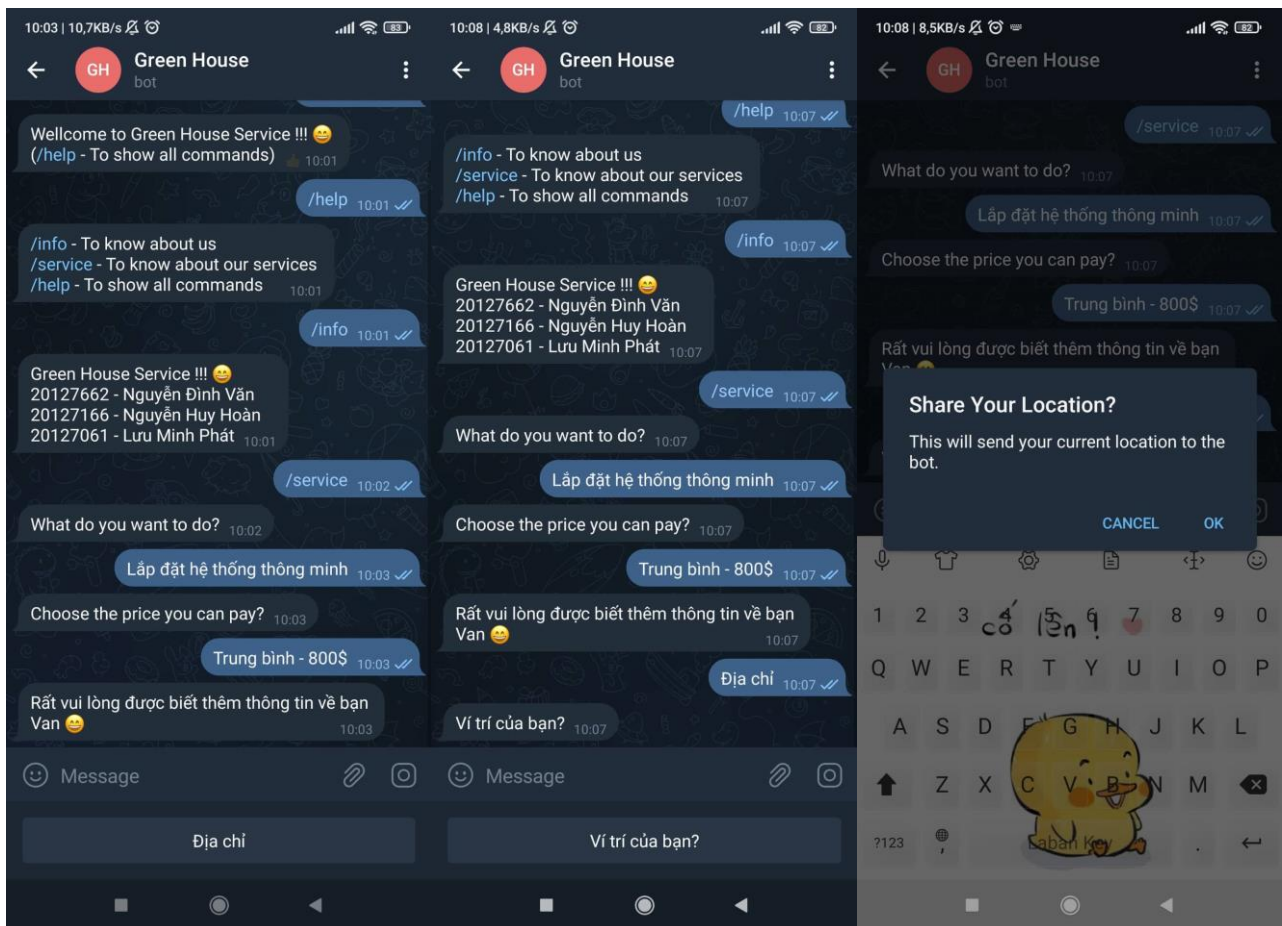 10:03 | 10,7KB/s
83
GH
Green House
bot
Wellcome to Green House Service !!! 😄
(/help - To show all commands) 10:01
/help 10:01
/info - To know about us
/service - To know about our services
/help - To show all commands 10:01
/info 10:01
Green House Service !!! 😄
20127662 - Nguyễn Đình Văn
20127166 - Nguyễn Huy Hoàn
20127061 - Lưu Minh Phát 10:01
/service 10:02
What do you want to do? 10:02
Lắp đặt hệ thống thông minh 10:03
Choose the price you can pay? 10:03
Trung bình - 800$ 10:03
Rất vui lòng được biết thêm thông tin về bạn
Van 😄 10:03
Message
Địa chỉ
10:08 | 4,8KB/s
82
GH
Green House
bot
/help 10:07
/info - To know about us
/service - To know about our services
/help - To show all commands 10:07
/info 10:07
Green House Service !!! 😄
20127662 - Nguyễn Đình Văn
20127166 - Nguyễn Huy Hoàn
20127061 - Lưu Minh Phát 10:07
/service 10:07
What do you want to do? 10:07
Lắp đặt hệ thống thông minh 10:07
Choose the price you can pay? 10:07
Trung bình - 800$ 10:07
Rất vui lòng được biết thêm thông tin về bạn
Van 😄 10:07
Địa chỉ 10:07
Ví trí của bạn? 10:07
Message
Ví trí của bạn?
10:08 | 8,5KB/s
82
GH
Green House
bot
/service 10:07
What do you want to do? 10:07
Lắp đặt hệ thống thông minh 10:07
Choose the price you can pay? 10:07
Trung bình - 800$ 10:07
Rất vui lòng được biết thêm thông tin về bạn
Van
Share Your Location?
This will send your current location to the
bot.
CANCEL OK
1 2 3 4 5 6 7 8 9 0
cố lên
Q W E R T Y U I O P
A S D F G H J K L
Z X C V B N M
?123 , Laban Key .